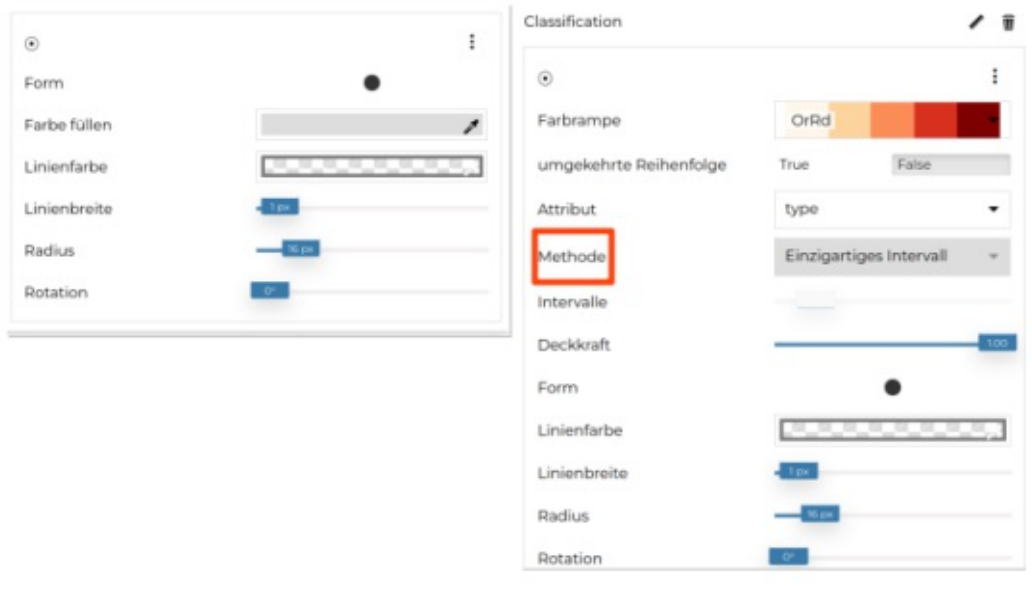 Form
Farbe füllen
Linienfarbe
Linienbreite 1 px
Radius 16 px
Rotation 0°
Classification
Farbrampe OrRd
umgekehrte Reihenfolge True False
Attribut type
Methode Einzigartiges Intervall
Intervalle
Deckkraft 1.00
Form
Linienfarbe
Linienbreite 1 px
Radius 16 px
Rotation 0°